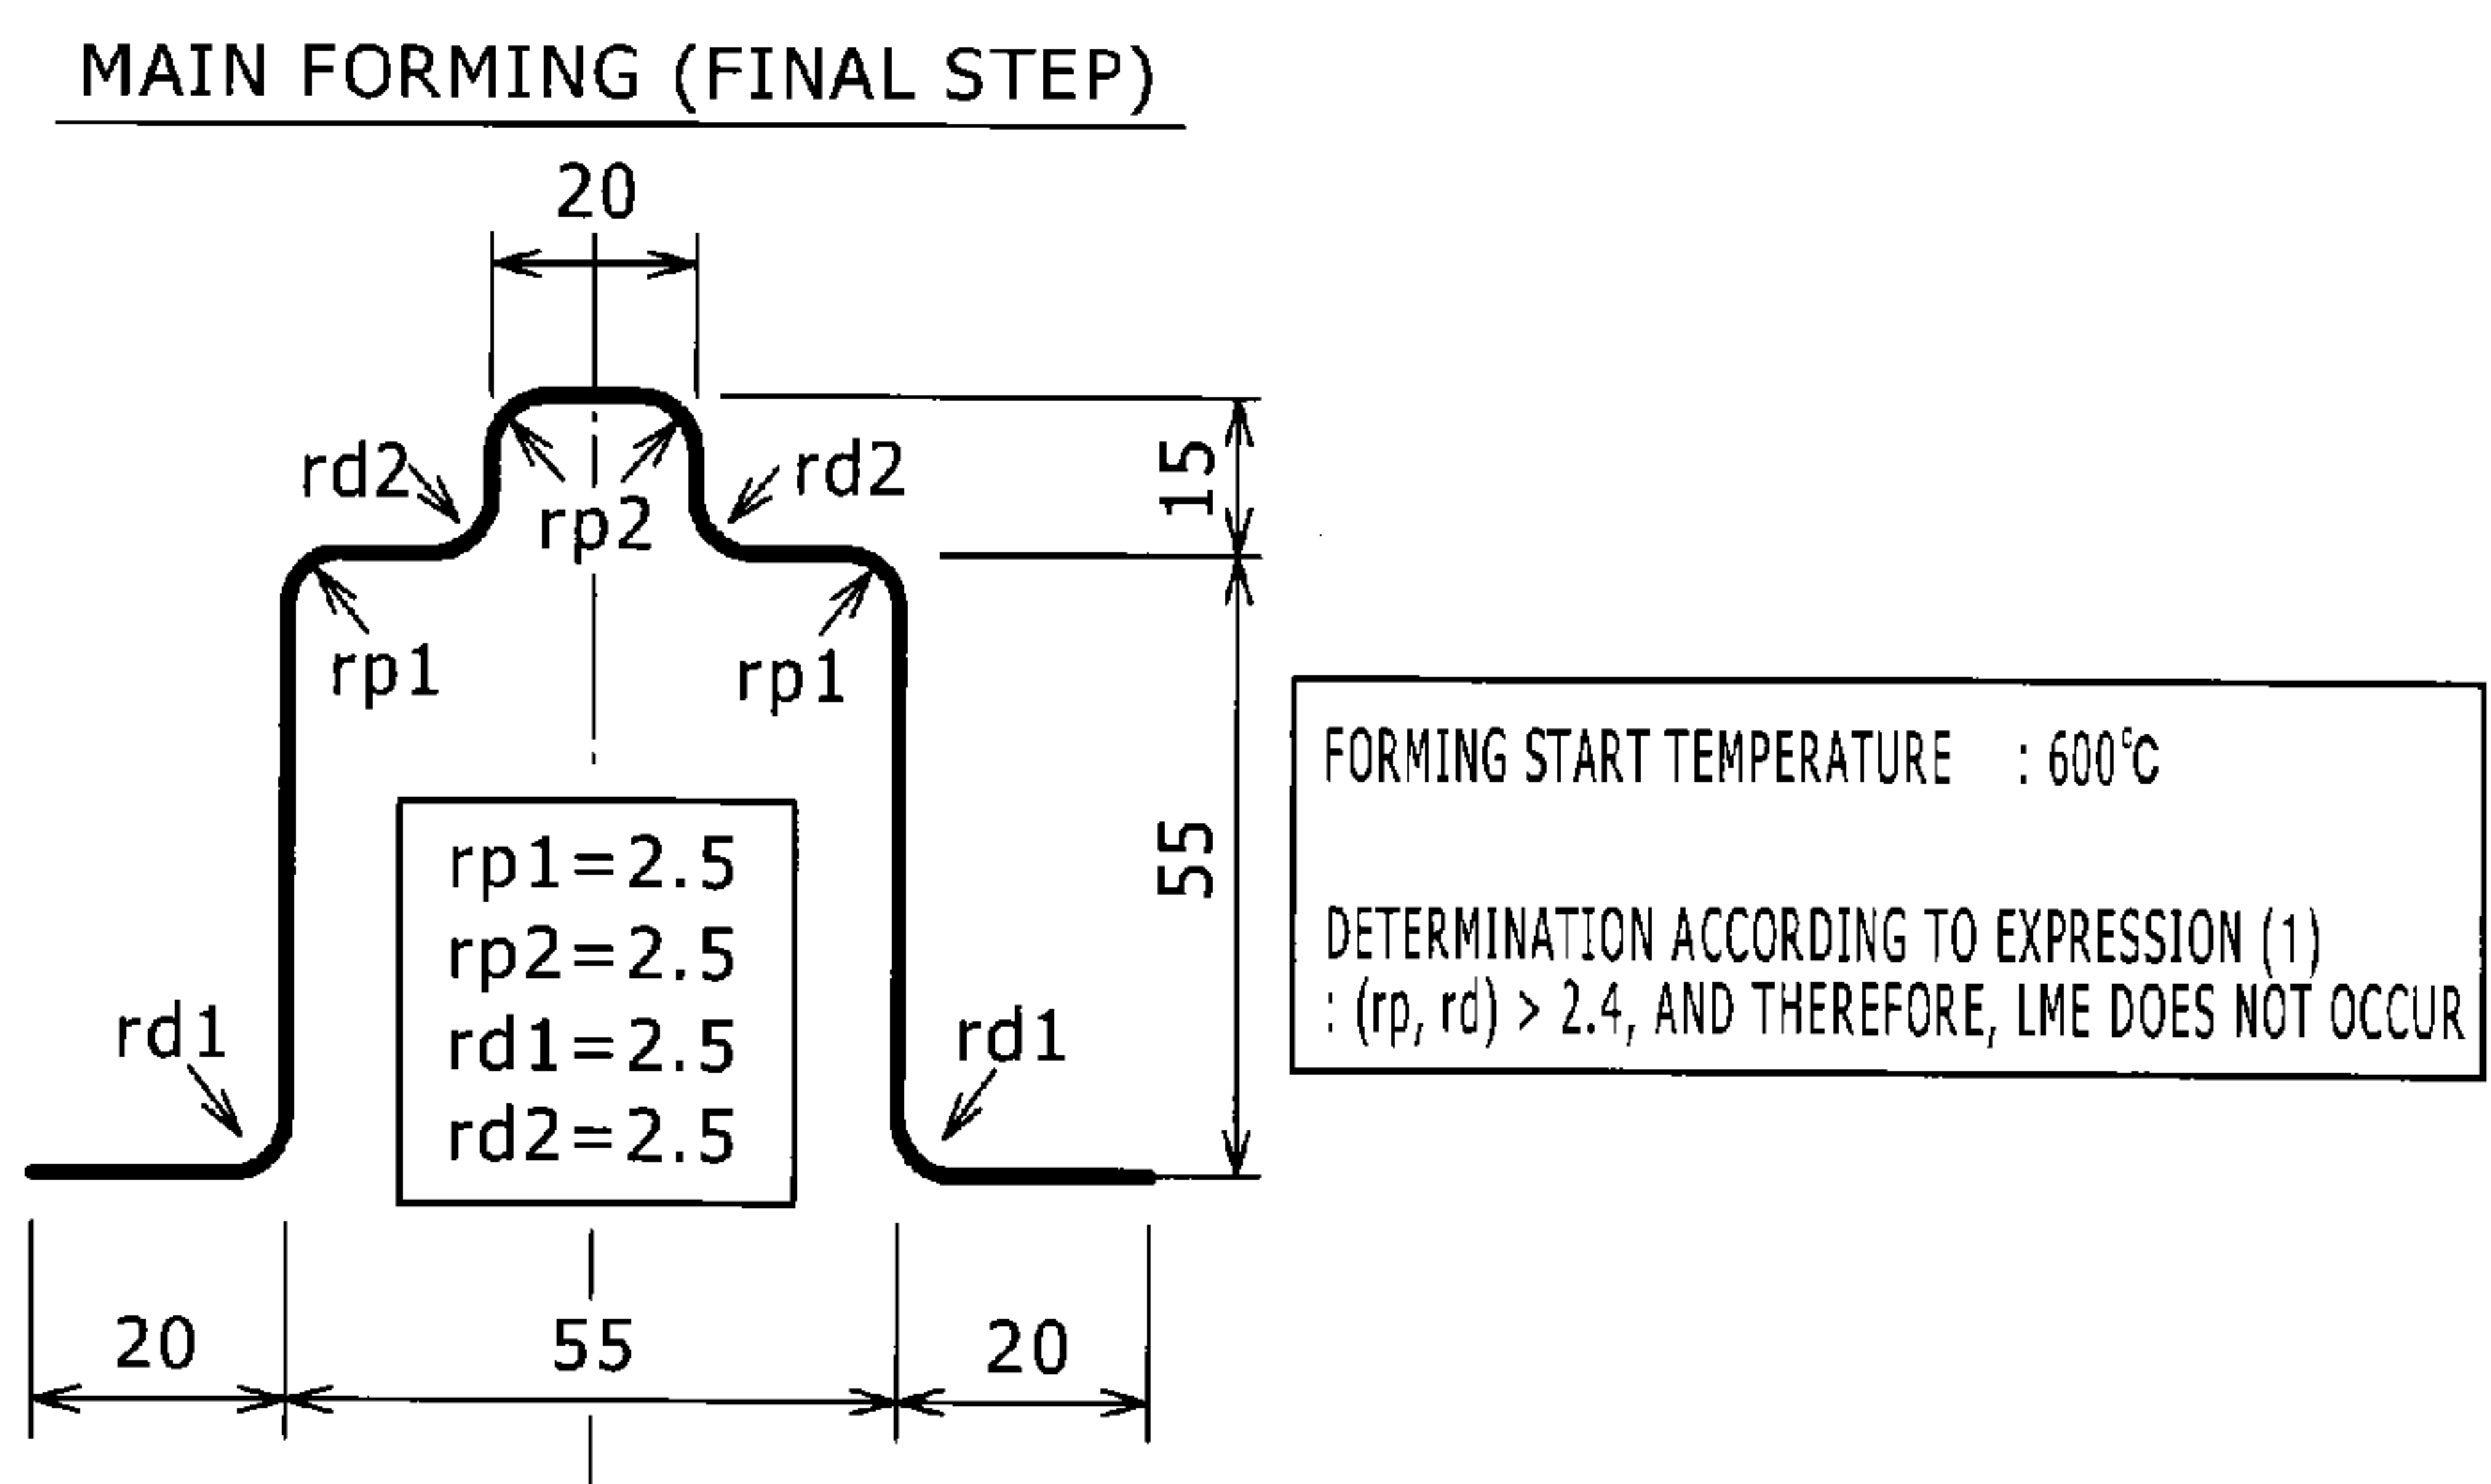 MAIN FORMING (FINAL STEP)
20
rd2
rd2
rp2
15
rp1
rp1
55
rp1=2.5
rp2=2.5
rd1=2.5
rd2=2.5
rd1
rd1
FORMING START TEMPERATURE : 600°C
DETERMINATION ACCORDING TO EXPRESSION (1)
: (rp, rd) > 2.4, AND THEREFORE, LME DOES NOT OCCUR
20
55
20